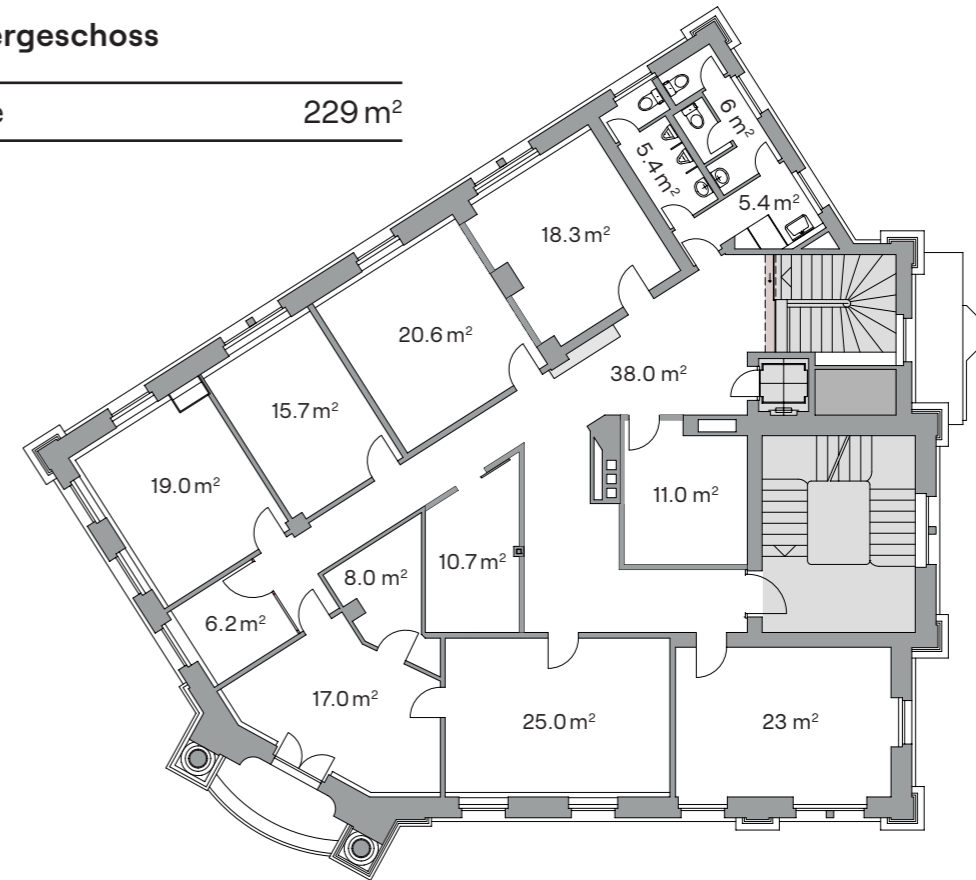 ergeschoss
e 229 m²
6 m²
5.4 m²
5.4 m²
18.3 m²
20.6 m²
38.0 m²
15.7 m²
19.0 m²
11.0 m²
10.7 m²
8.0 m²
6.2 m²
17.0 m²
25.0 m²
23 m²